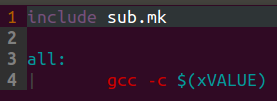 1 include sub.mk
2
3 all:
4 |       gcc -c $(xVALUE)